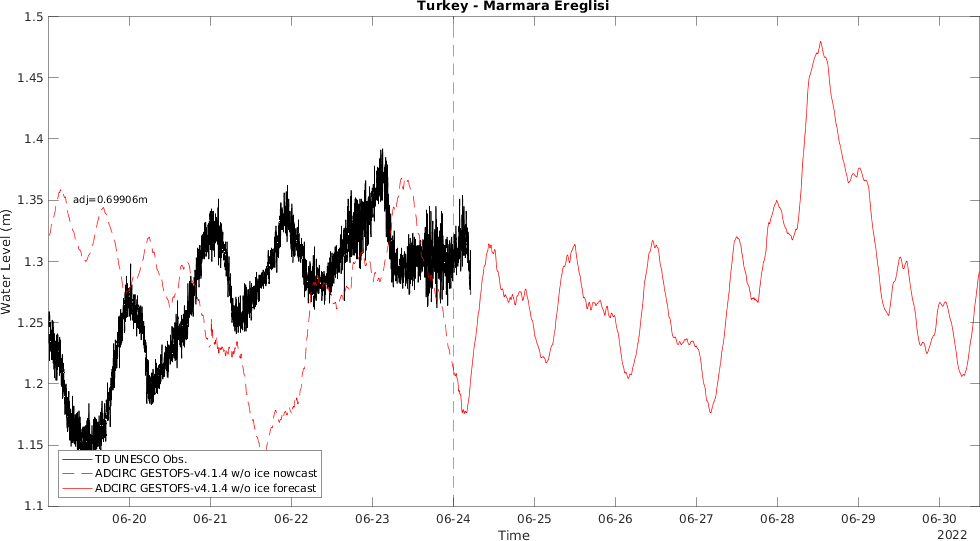 Turkey - Marmara Ereglisi
1.5
1.45
1.4
1.35
1.3
1.25
1.2
1.15
1.1
Water Level (m)
adj=0.69906m
TD UNESCO Obs.
ADCIRC GESTOFS-v4.1.4 w/o ice nowcast
ADCIRC GESTOFS-v4.1.4 w/o ice forecast
06-20 06-21 06-22 06-23 06-24 06-25 06-26 06-27 06-28 06-29 06-30
Time
2022